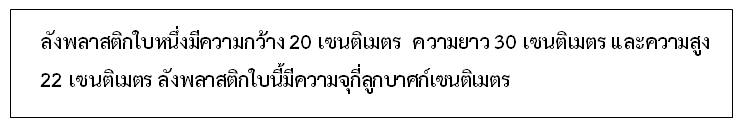 ลังพลาสติกใบหนึ่งมีความกว้าง 20 เซนติเมตร ความยาว 30 เซนติเมตร และความสูง
22 เซนติเมตร ลังพลาสติกใบนี้มีความจุกี่ลูกบาศก์เซนติเมตร